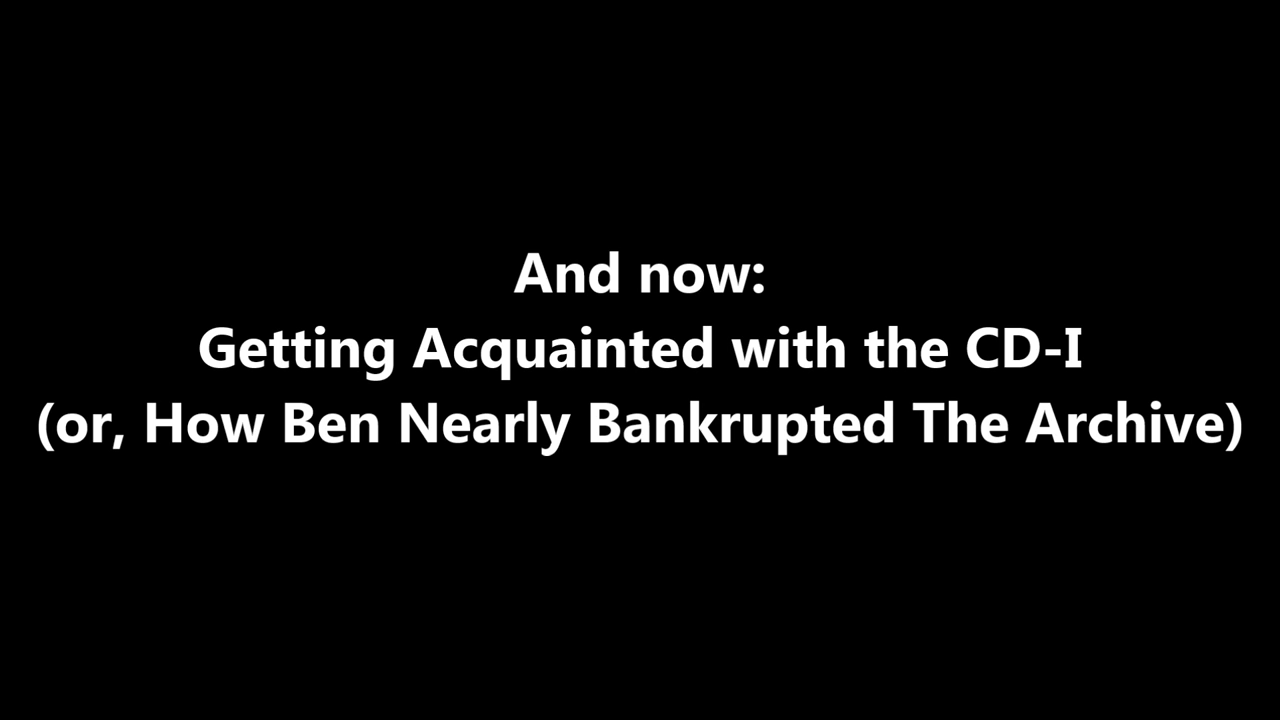 And now:
Getting Acquainted with the CD-I
(or, How Ben Nearly Bankrupted The Archive)